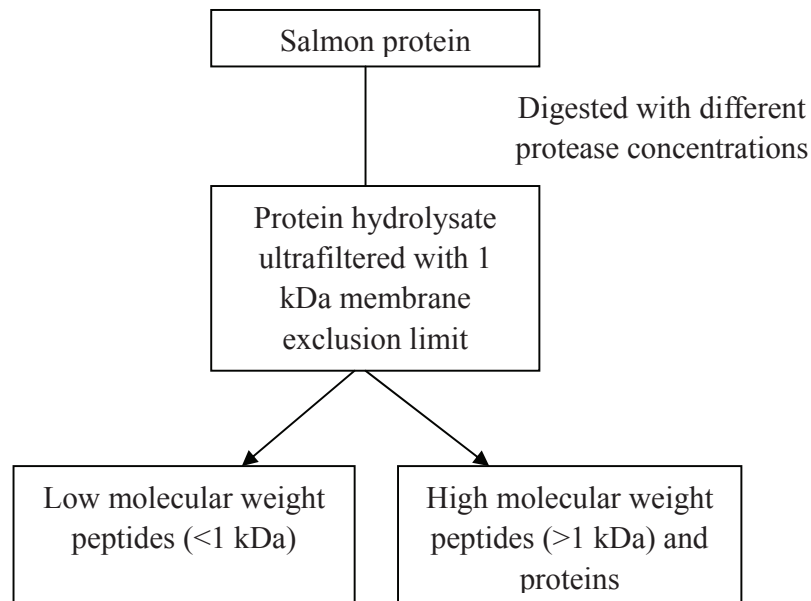 Salmon protein
Digested with different
protease concentrations
Protein hydrolysate
ultrafiltered with 1
kDa membrane
exclusion limit
Low molecular weight
peptides (<1 kDa)
High molecular weight
peptides (>1 kDa) and
proteins